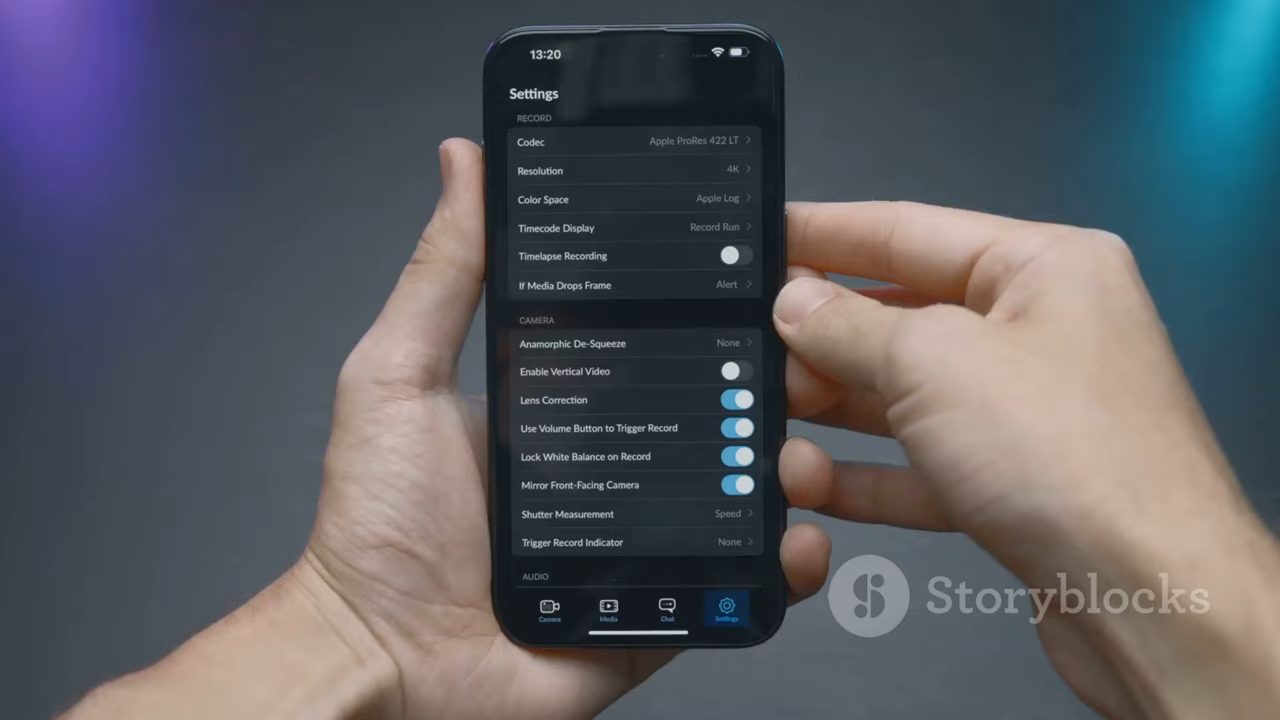 13:20
Settings
RECORD
Codec Apple ProRes 422 LT
Resolution 4K
Color Space Apple Log
Timecode Display Record Run
Timelapse Recording
If Media Drops Frame Alert
CAMERA
Anamorphic De-Squeeze None
Enable Vertical Video
Lens Correction
Use Volume Button to Trigger Record
Lock White Balance on Record
Mirror Front-Facing Camera
Shutter Measurement Speed
Trigger Record Indicator None
AUDIO
Camera Media Chat Settings
Storyblocks